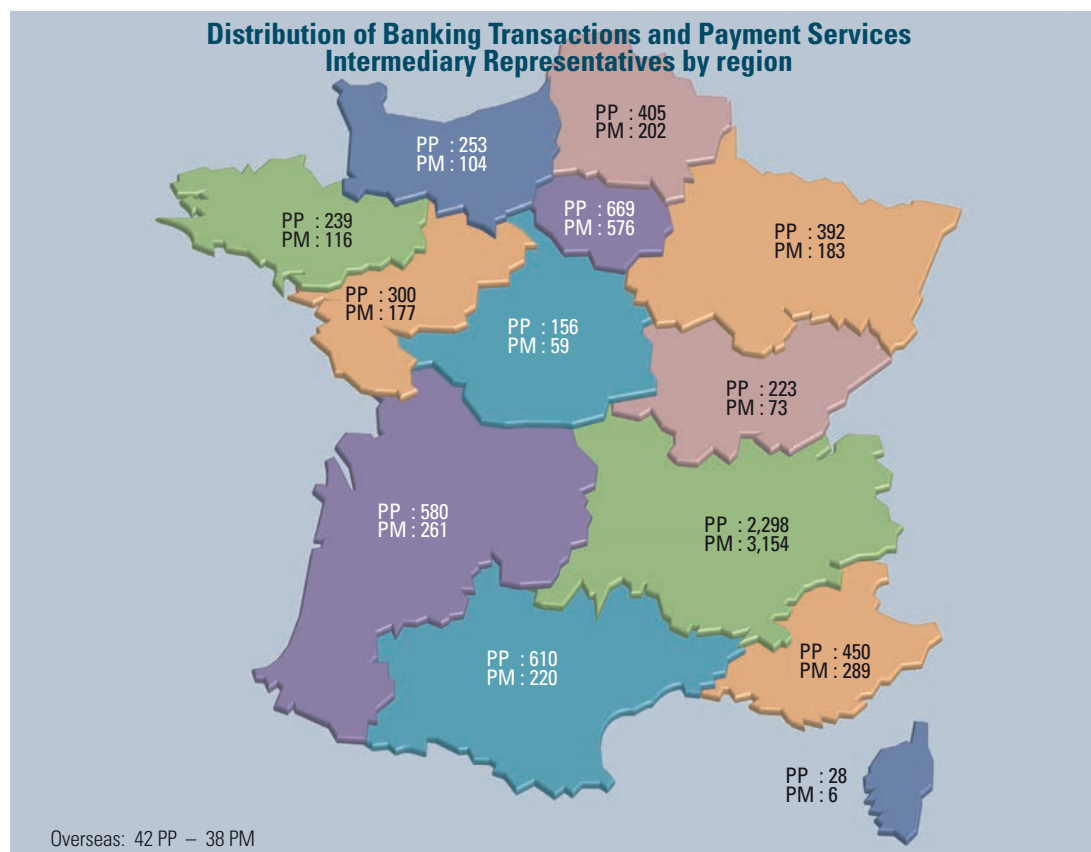 Distribution of Banking Transactions and Payment Services
Intermediary Representatives by region
PP : 405
PM : 202
PP : 253
PM : 104
PP : 669
PM : 576
PP : 239
PM : 116
PP : 392
PM : 183
PP : 300
PM : 177
PP : 156
PM : 59
PP : 223
PM : 73
PP : 580
PM : 261
PP : 2,298
PM : 3,154
PP : 610
PM : 220
PP : 450
PM : 289
PP : 28
PM : 6
Overseas: 42 PP – 38 PM